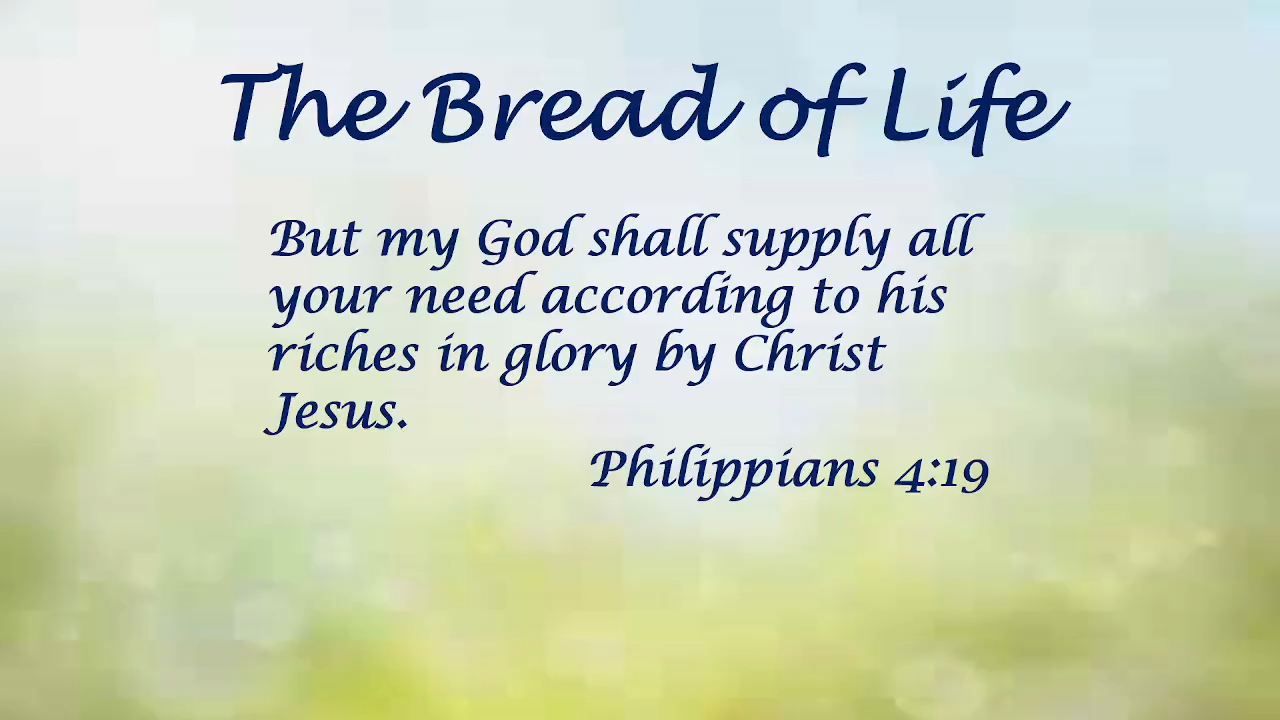 The Bread of Life
But my God shall supply all
your need according to his
riches in glory by Christ
Jesus.
Philippians 4:19